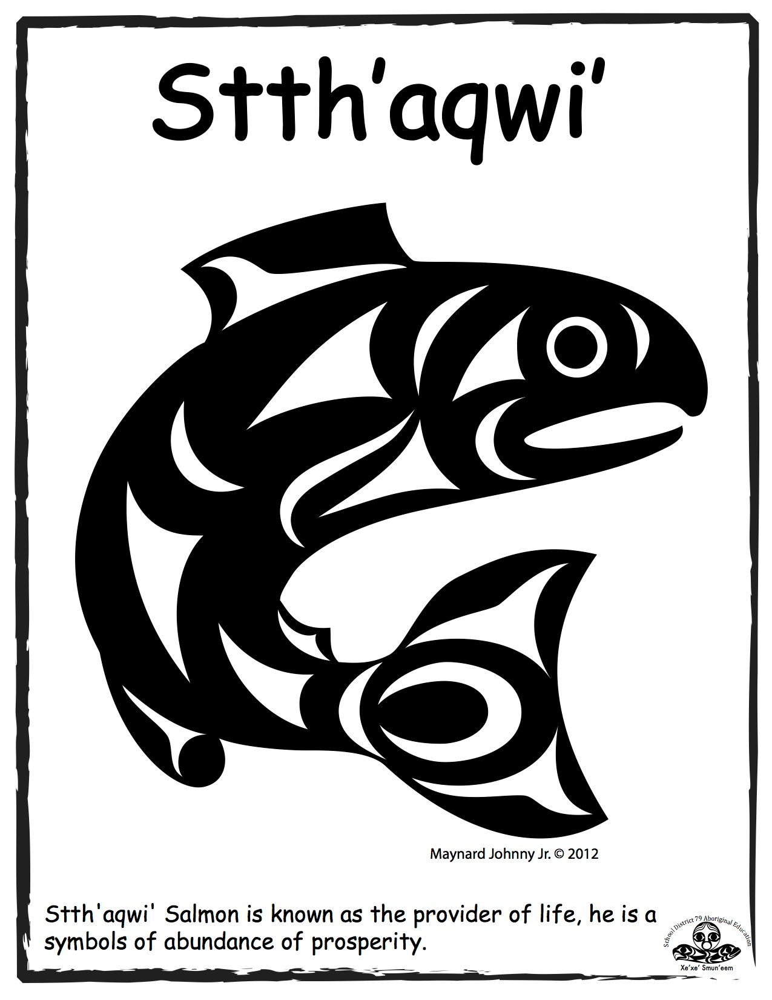 Stth’aqwi’
Maynard Johnny Jr. © 2012
Stth'aqwi' Salmon is known as the provider of life, he is a
symbols of abundance of prosperity.
School District 79 Aboriginal Education
Xe’xe’ Smun’eem